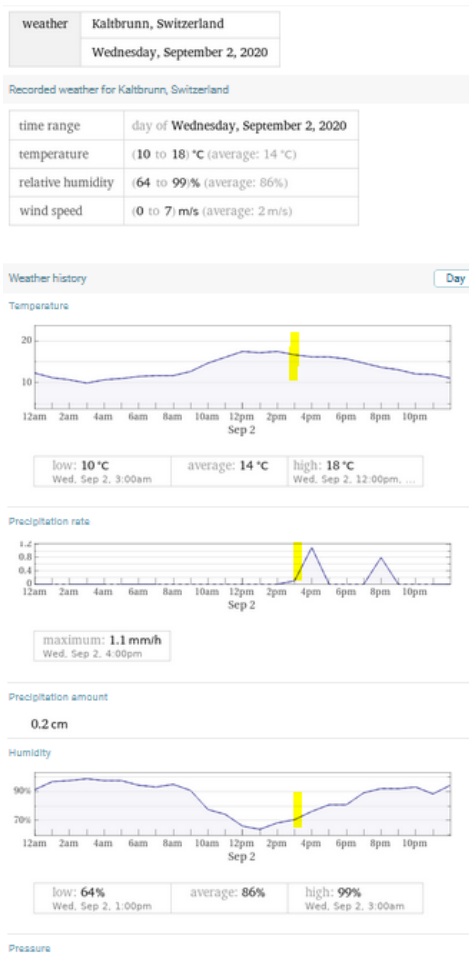 weather Kaltbrunn, Switzerland
Wednesday, September 2, 2020
Recorded weather for Kaltbrunn, Switzerland
time range day of Wednesday, September 2, 2020
temperature (10 to 18) °C (average: 14 °C)
relative humidity (64 to 99)% (average: 86%)
wind speed (0 to 7) m/s (average: 2 m/s)
Weather history Day
Temperature
20
10
12am 2am 4am 6am 8am 10am 12pm 2pm 4pm 6pm 8pm 10pm
Sep 2
low: 10 °C average: 14 °C high: 18 °C
Wed, Sep 2, 3:00am Wed, Sep 2, 12:00pm, ...
Precipitation rate
1.2
0.8
0.4
0
12am 2am 4am 6am 8am 10am 12pm 2pm 4pm 6pm 8pm 10pm
Sep 2
maximum: 1.1 mm/h
Wed, Sep 2, 4:00pm
Precipitation amount
0.2 cm
Humidity
90%
70%
12am 2am 4am 6am 8am 10am 12pm 2pm 4pm 6pm 8pm 10pm
Sep 2
low: 64% average: 86% high: 99%
Wed, Sep 2, 1:00pm Wed, Sep 2, 3:00am
Pressure